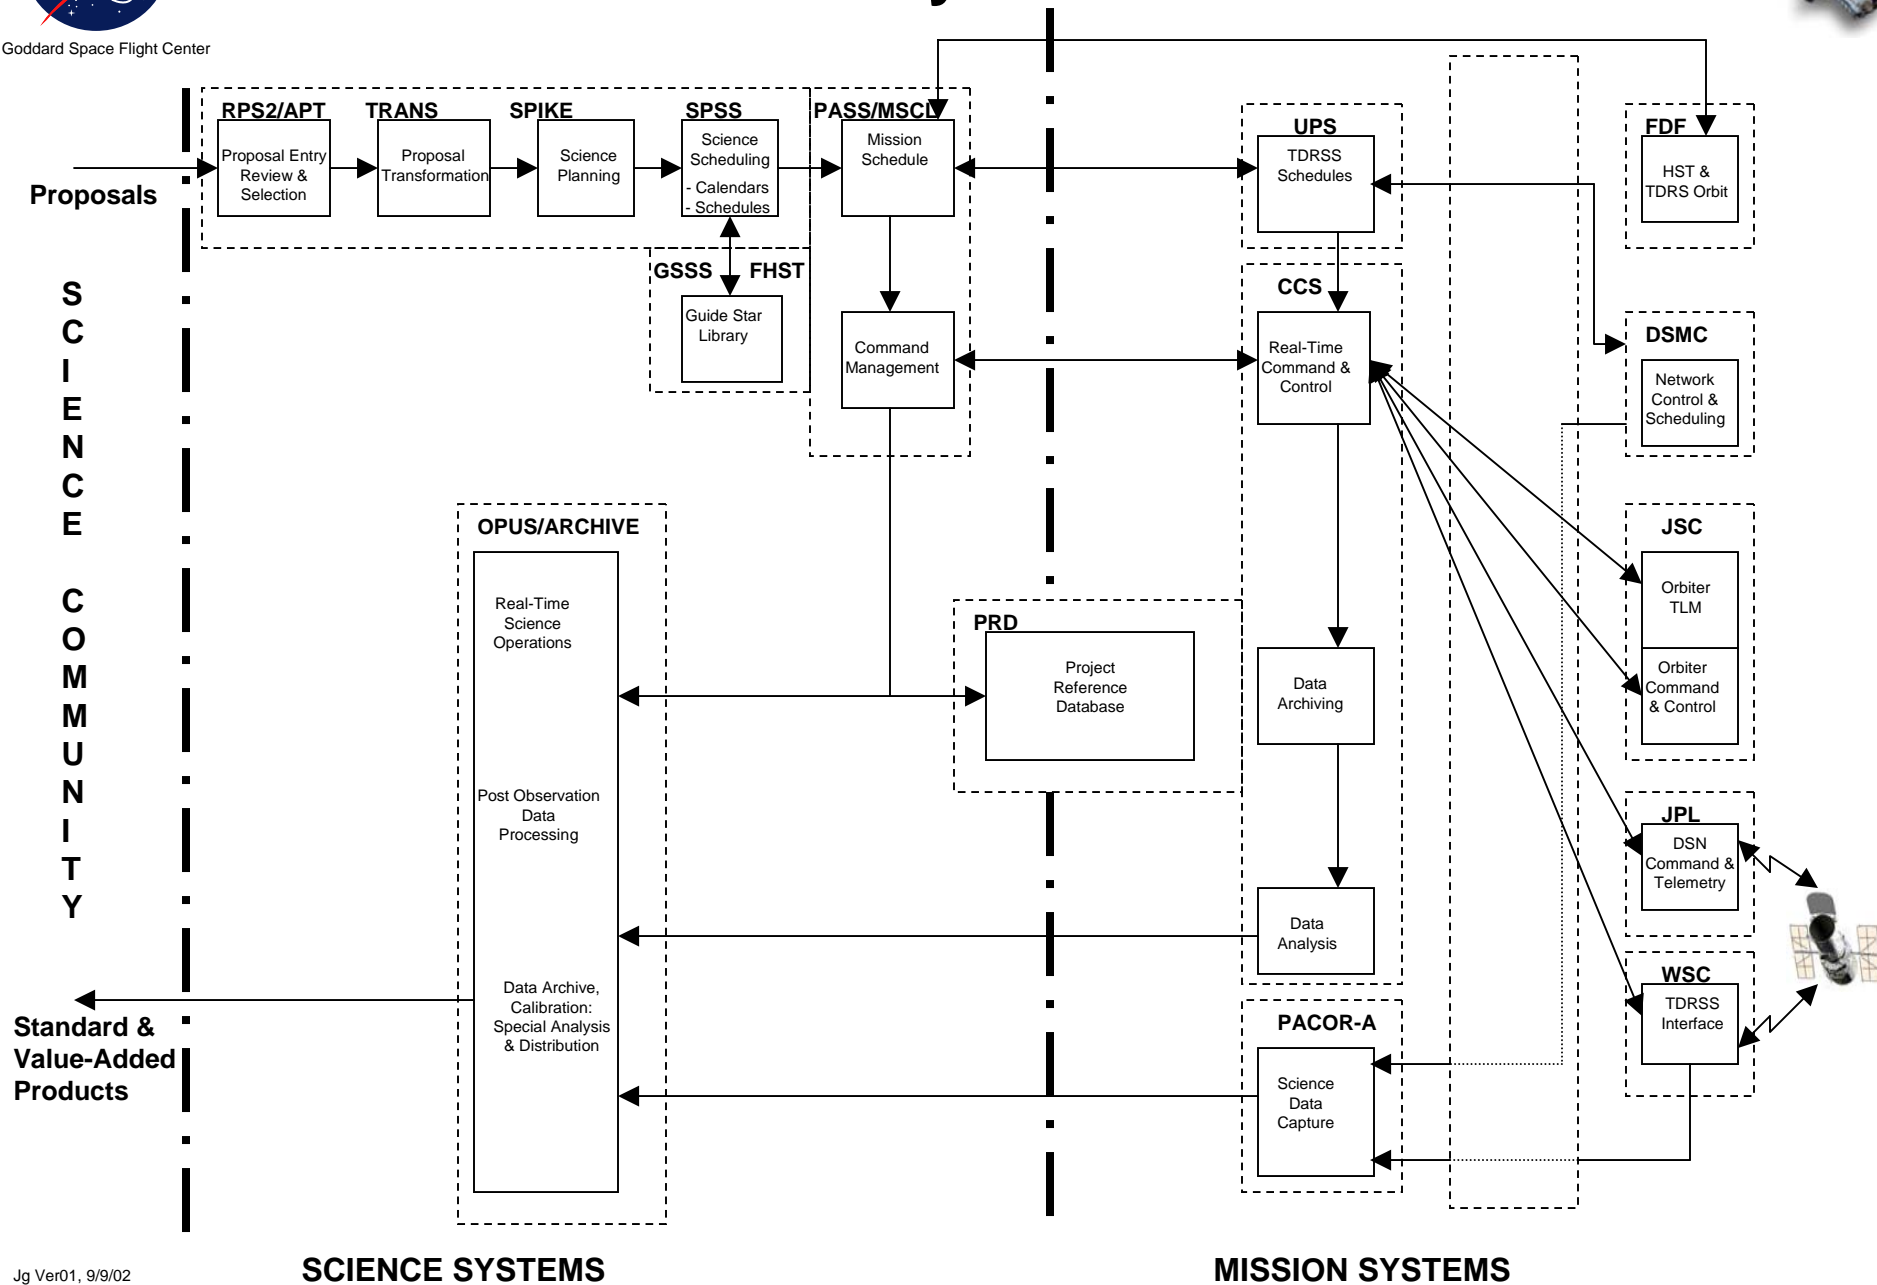 Goddard Space Flight Center
RPS2/APT
TRANS
SPIKE
SPSS
PASS/MSCL
UPS
FDF
Proposal Entry
Review &
Selection
Proposal
Transformation
Science
Planning
Science
Scheduling
- Calendars
- Schedules
Mission
Schedule
TDRSS
Schedules
HST &
TDRS Orbit
Proposals
GSSS
FHST
Guide Star
Library
Command
Management
CCS
Real-Time
Command &
Control
DSMC
Network
Control &
Scheduling
S
C
I
E
N
C
E
C
O
M
M
U
N
I
T
Y
OPUS/ARCHIVE
Real-Time
Science
Operations
Post Observation
Data
Processing
Data Archive,
Calibration:
Special Analysis
& Distribution
PRD
Project
Reference
Database
Data
Archiving
Data
Analysis
JSC
Orbiter
TLM
Orbiter
Command
& Control
JPL
DSN
Command &
Telemetry
WSC
TDRSS
Interface
PACOR-A
Science
Data
Capture
Standard &
Value-Added
Products
SCIENCE SYSTEMS
MISSION SYSTEMS
Jg Ver01, 9/9/02